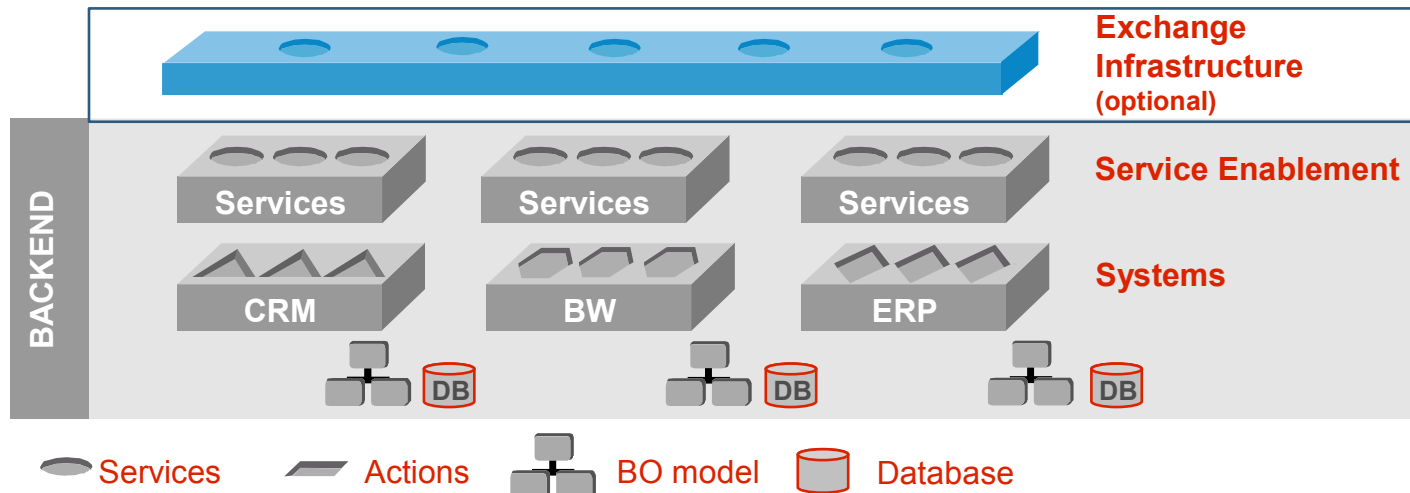 Exchange
Infrastructure
(optional)
BACKEND
Services
Services
Services
Service Enablement
CRM
BW
ERP
Systems
DB
DB
DB
Services
Actions
BO model
Database